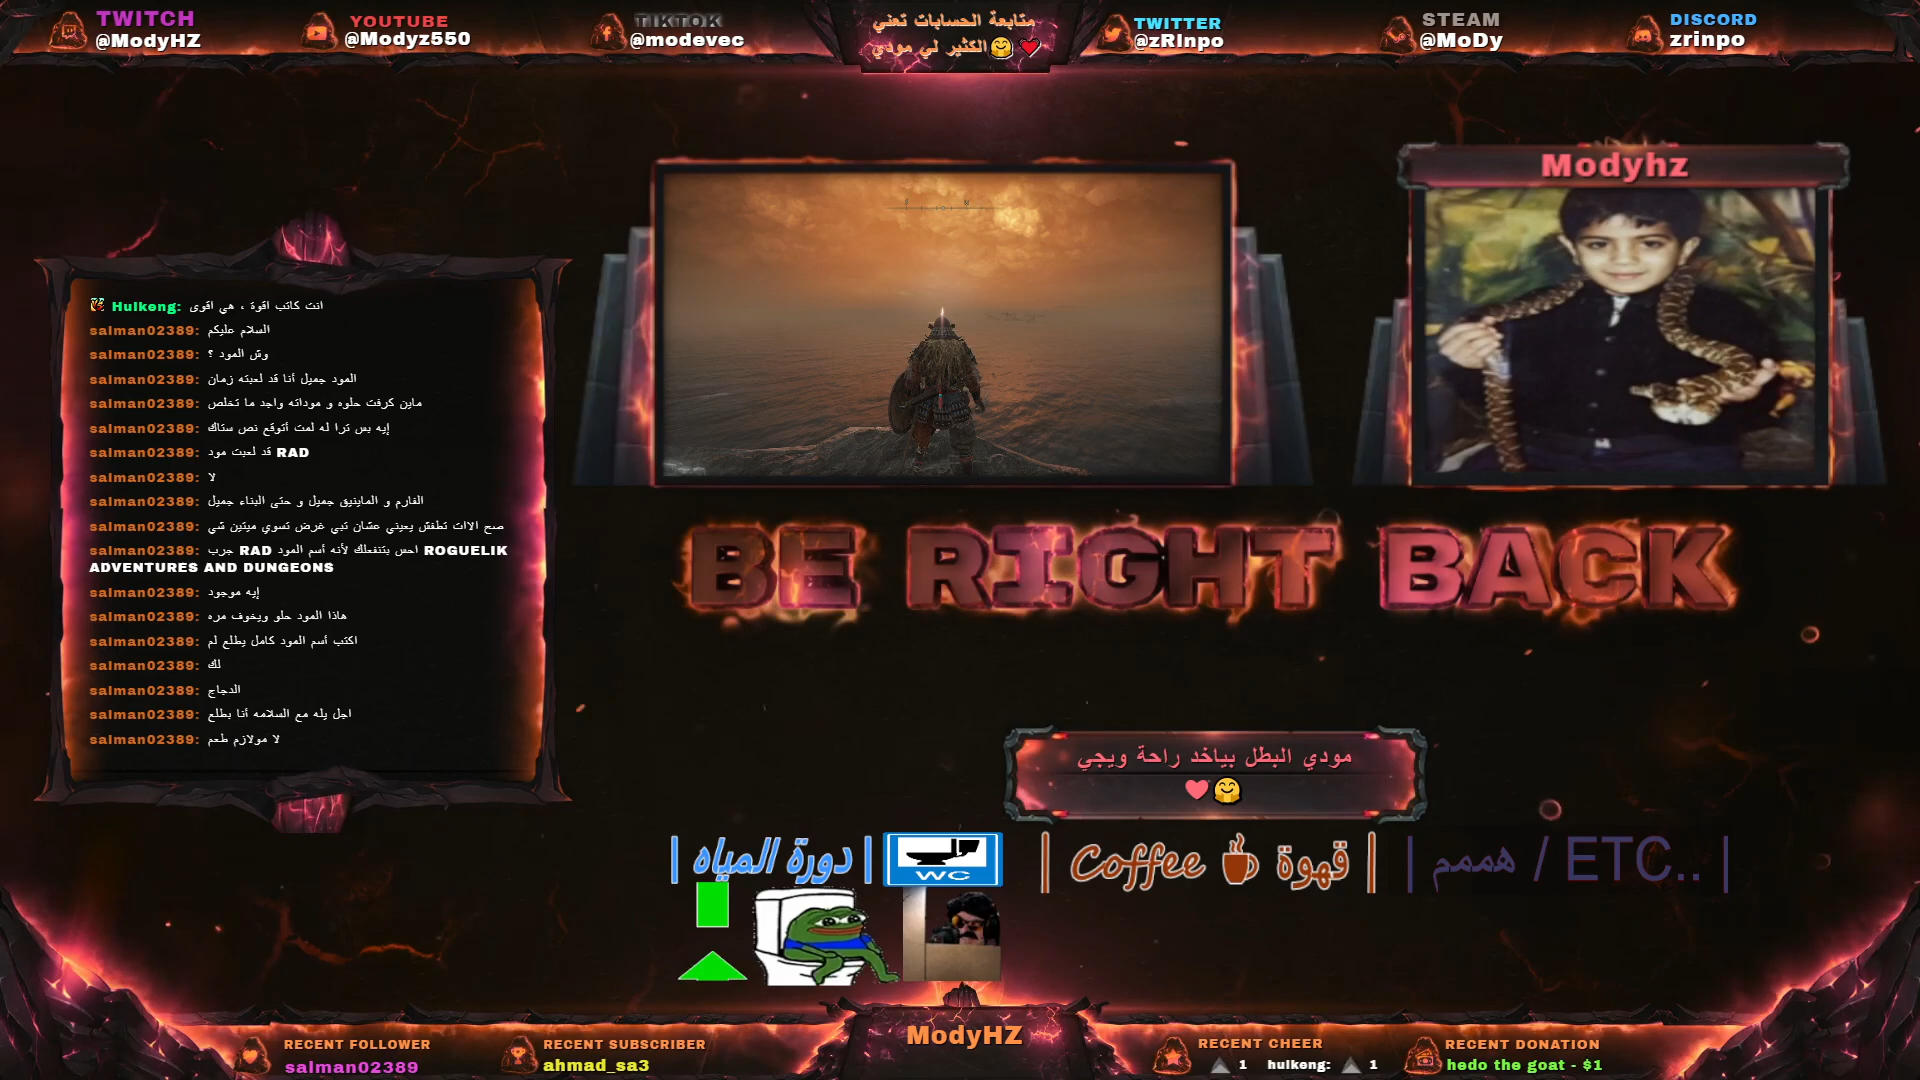 TWITCH
@ModyHZ
YOUTUBE
@Modyz550
TIKTOK
@modevec
متابعة الحسابات تعني
الكثير لي مودي🤗❤️
TWITTER
@zRInpo
STEAM
@MoDy
DISCORD
zrinpo
Modyhz
Hulkeng: انت كاتب اقوة ، هي اقوى
salman02389: السلام عليكم
salman02389: وش المود ؟
salman02389: المود جميل أنا قد لعبته زمان
salman02389: ماين كرفت حلوه و موداته واجد ما تخلص
salman02389: إيه بس ترا له لمت أتوقع نص ستاك
salman02389: قد لعبت مود RAD
salman02389: لا
salman02389: الفارم و الماينيق جميل و حتى البناء جميل
salman02389: صح الاات تطفش يعيني عشان تبي غرض تسوي ميتين شي
salman02389: جرب RAD احس بتنفعلك لأنه أسم المود ROGUELIK
ADVENTURES AND DUNGEONS
salman02389: إيه موجود
salman02389: هاذا المود حلو ويخوف مره
salman02389: اكتب أسم المود كامل يطلع لم
salman02389: لك
salman02389: الدجاج
salman02389: اجل يله مع السلامه أنا بطلع
salman02389: لا مولازم طعم
BE RIGHT BACK
مودي البطل بياخد راحة ويجي
❤️🤗
| دورة المياه |
WC
| Coffee ☕ قهوة |
| هممم / ETC.. |
ModyHZ
RECENT FOLLOWER
salman02389
RECENT SUBSCRIBER
ahmad_sa3
RECENT CHEER
1 hulkeng: 1
RECENT DONATION
hedo the goat - $1